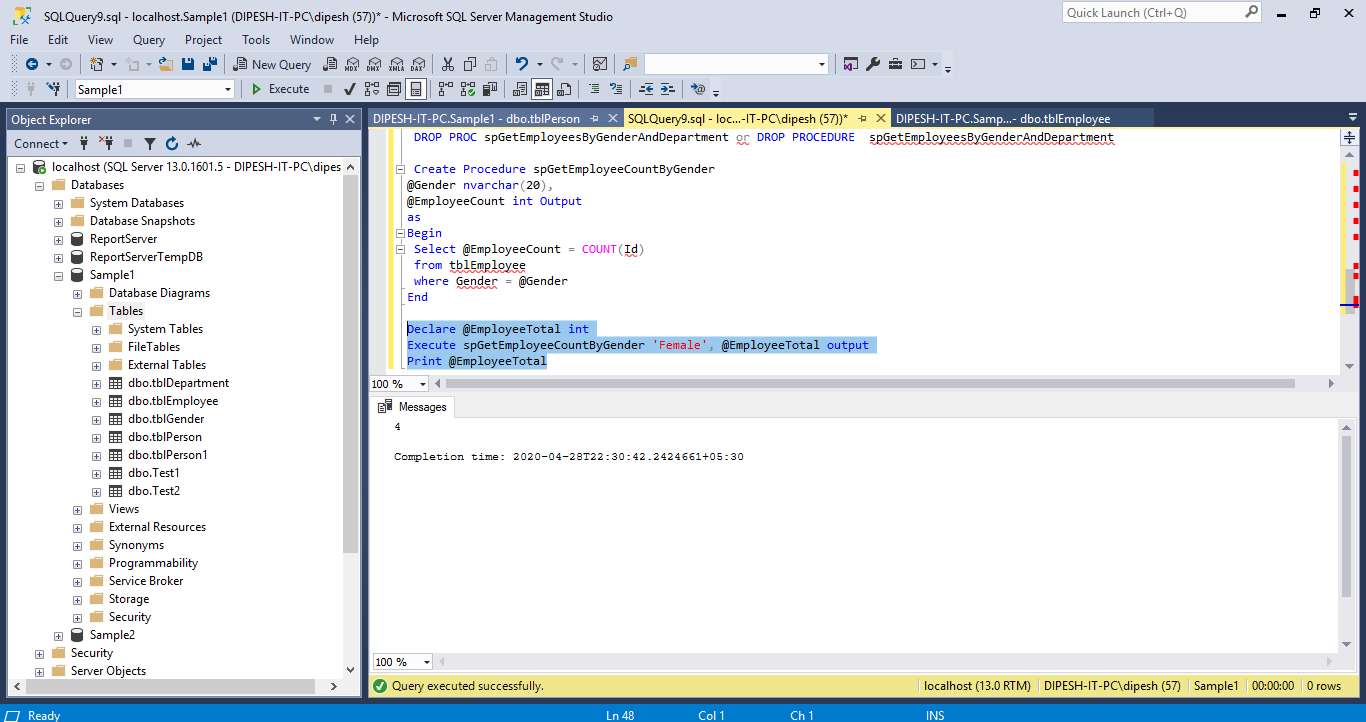 SQLQuery9.sql - localhost.Sample1 (DIPESH-IT-PC\dipesh (57))* - Microsoft SQL Server Management Studio
Quick Launch (Ctrl+Q)
File Edit View Query Project Tools Window Help
New Query
MDX DMX XMLA DAX
Sample1
Execute
Object Explorer
Connect
localhost (SQL Server 13.0.1601.5 - DIPESH-IT-PC\dipes
Databases
System Databases
Database Snapshots
ReportServer
ReportServerTempDB
Sample1
Database Diagrams
Tables
System Tables
FileTables
External Tables
dbo.tblDepartment
dbo.tblEmployee
dbo.tblGender
dbo.tblPerson
dbo.tblPerson1
dbo.Test1
dbo.Test2
Views
External Resources
Synonyms
Programmability
Service Broker
Storage
Security
Sample2
Security
Server Objects
DIPESH-IT-PC.Sample1 - dbo.tblPerson
SQLQuery9.sql - loc...-IT-PC\dipesh (57))*
DIPESH-IT-PC.Samp...- dbo.tblEmployee
DROP PROC spGetEmployeesByGenderAndDepartment or DROP PROCEDURE spGetEmployeesByGenderAndDepartment
Create Procedure spGetEmployeeCountByGender
@Gender nvarchar(20),
@EmployeeCount int Output
as
Begin
Select @EmployeeCount = COUNT(Id)
from tblEmployee
where Gender = @Gender
End
Declare @EmployeeTotal int
Execute spGetEmployeeCountByGender 'Female', @EmployeeTotal output
Print @EmployeeTotal
100 %
Messages
4
Completion time: 2020-04-28T22:30:42.2424661+05:30
100 %
Query executed successfully.
localhost (13.0 RTM) DIPESH-IT-PC\dipesh (57) Sample1 00:00:00 0 rows
Ready Ln 48 Col 1 Ch 1 INS